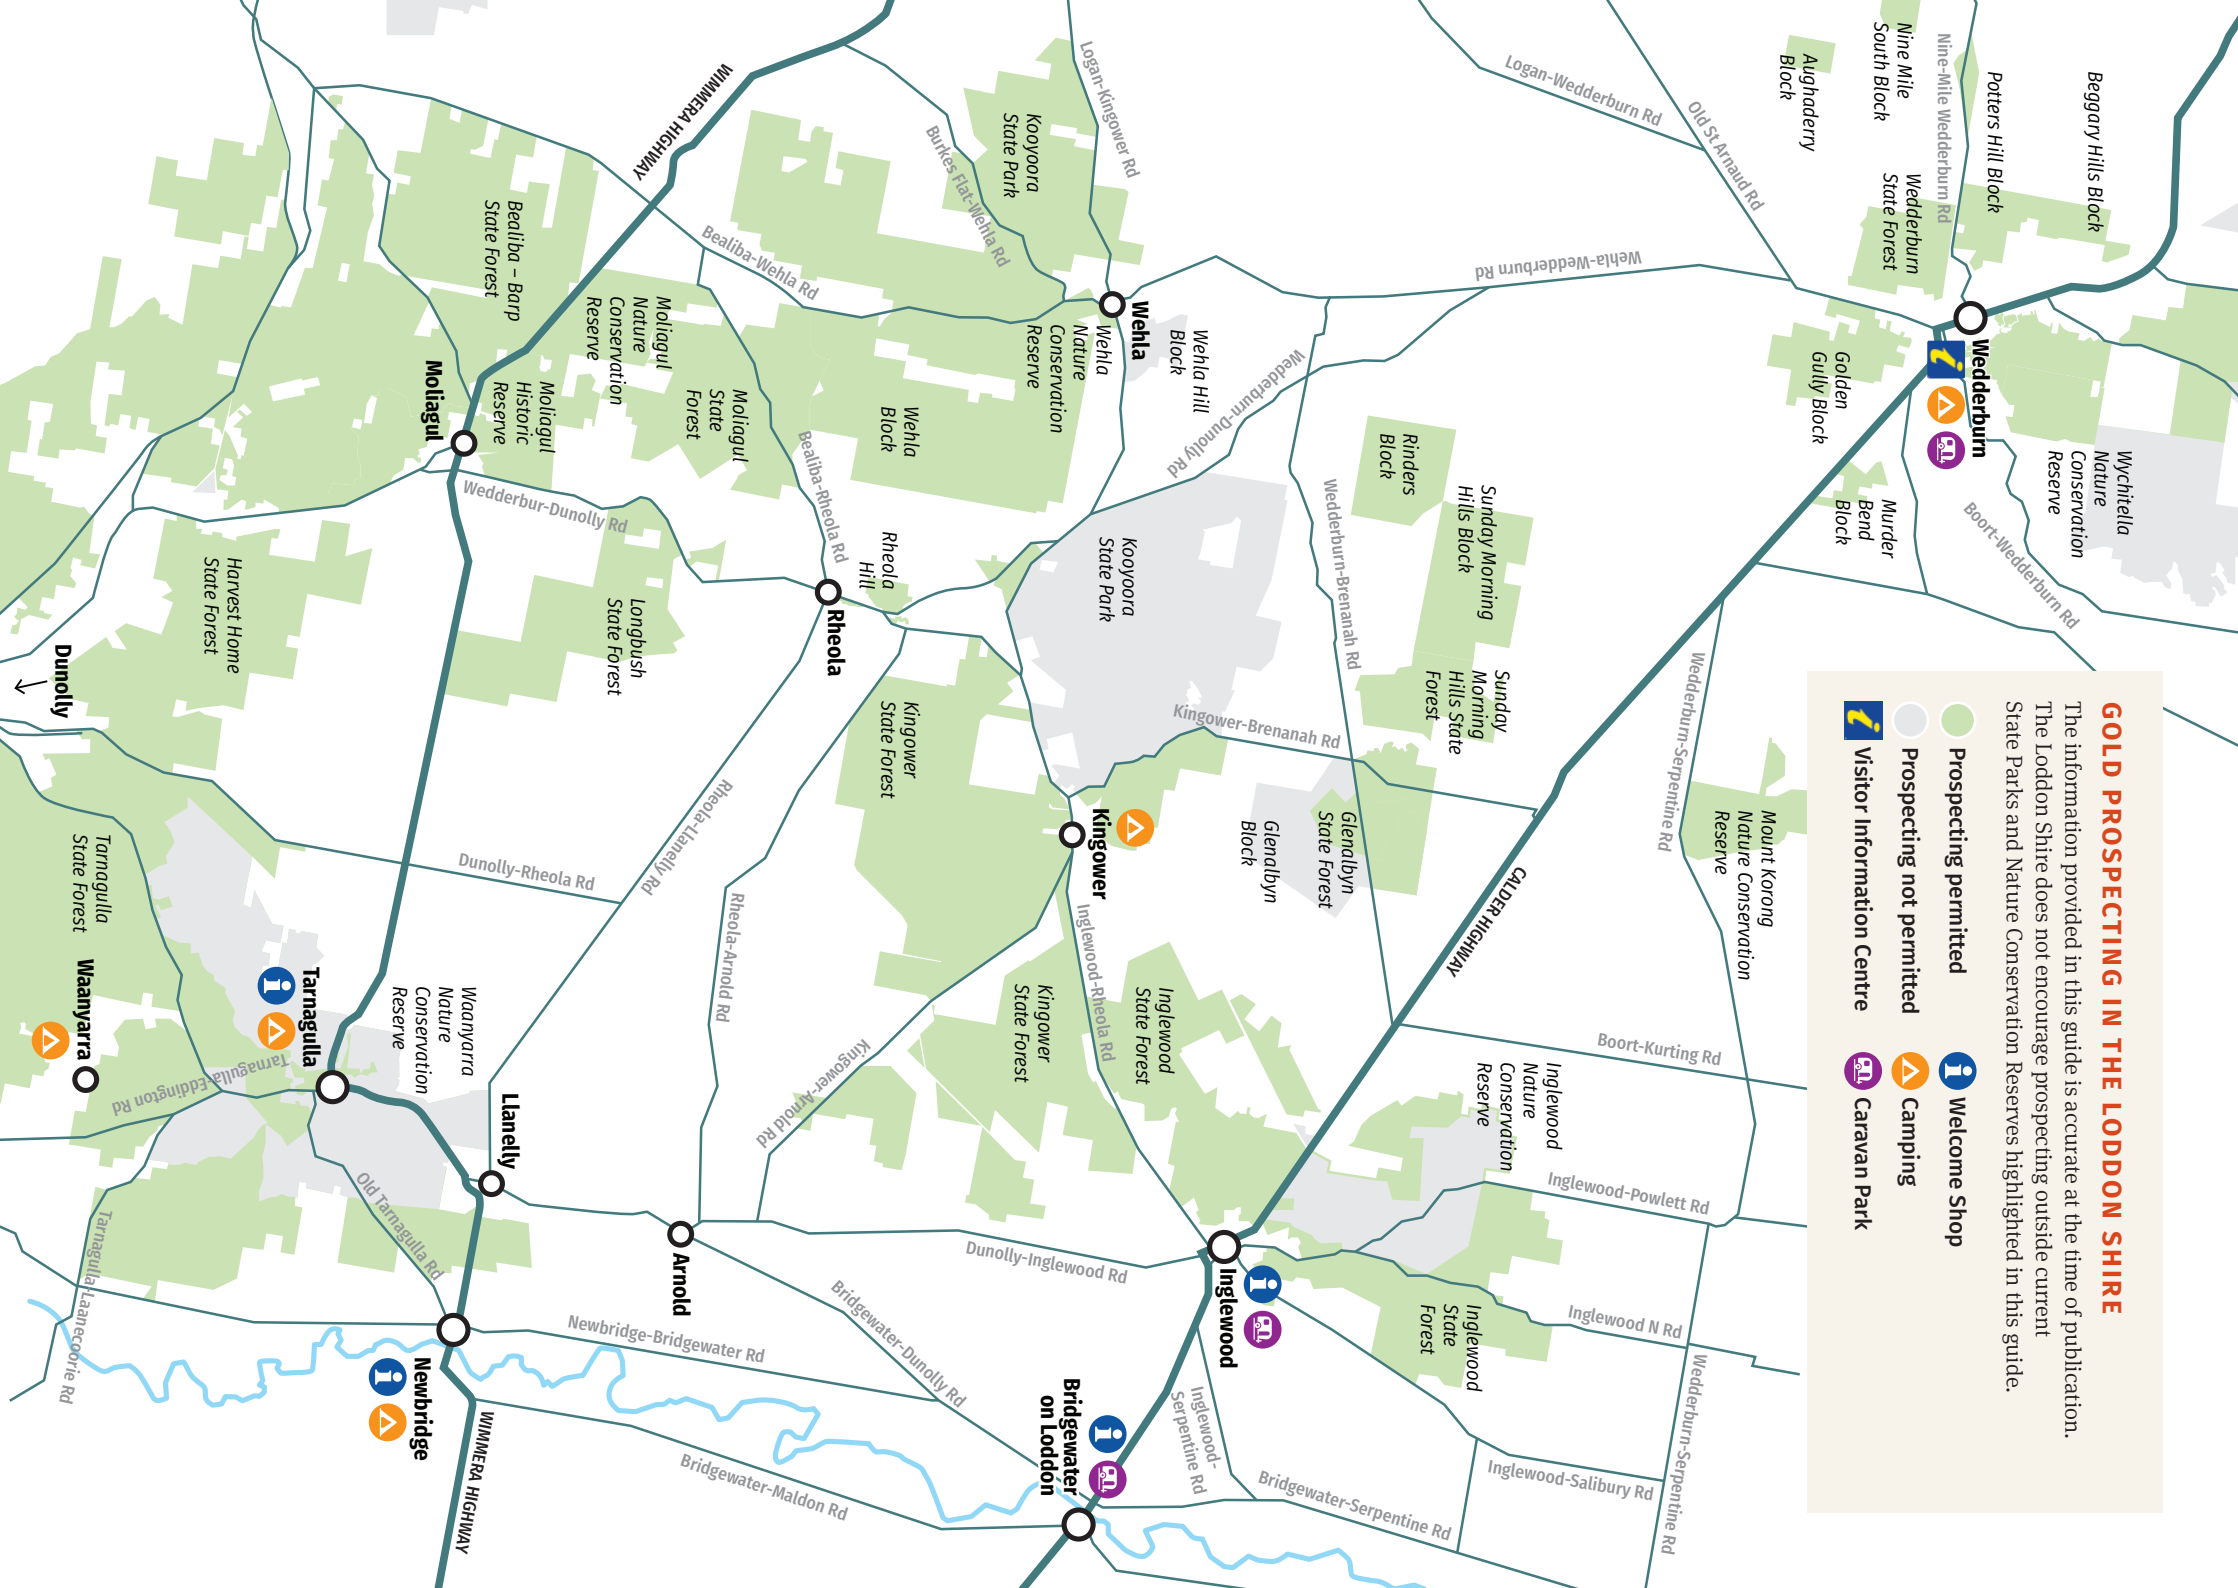 GOLD PROSPECTING IN THE LODDON SHIRE
The information provided in this guide is accurate at the time of publication.
The Loddon Shire does not encourage prospecting outside current
State Parks and Nature Conservation Reserves highlighted in this guide.
Prospecting permitted
Prospecting not permitted
Visitor Information Centre
Welcome Shop
Camping
Caravan Park
Beggary Hills Block
Potters Hill Block
Nine-Mile Wedderburn Rd
Nine Mile
South Block
Aughaderry
Block
Wedderburn
State Forest
Old St Arnaud Rd
Logan-Wedderburn Rd
Wehla-Wedderburn Rd
Wedderburn
Golden
Gully Block
Murder
Bend
Block
Wychitella
Nature
Conservation
Reserve
Boort-Wedderburn Rd
Wedderburn-Serpentine Rd
Mount Korong
Nature Conservation
Reserve
Boort-Kurting Rd
CALDER HIGHWAY
Logan-Kingower Rd
Kooyoora
State Park
Burkes Flat-Wehla Rd
Wehla
Wehla Hill
Block
Wehla
Nature
Conservation
Reserve
Wedderburn-Dunolly Rd
Rinders
Block
Sunday Morning
Hills Block
Sunday
Morning
Hills State
Forest
Wedderburn-Brenanah Rd
Kooyoora
State Park
Kingower-Brenanah Rd
Glenalbyn
State Forest
Glenalbyn
Block
Kingower
Inglewood-Rheola Rd
Inglewood
State Forest
Kingower
State Forest
Kingower
State Forest
Inglewood
Nature
Conservation
Reserve
Inglewood-Powlett Rd
Inglewood N Rd
Inglewood
State
Forest
Inglewood
Dunolly-Inglewood Rd
Inglewood-
Serpentine Rd
Inglewood-Salibury Rd
Wedderburn-Serpentine Rd
Bridgewater-Serpentine Rd
Bridgewater
on Loddon
Bridgewater-Dunolly Rd
Bridgewater-Maldon Rd
Newbridge-Bridgewater Rd
Arnold
Kingower-Arnold Rd
Rheola-Arnold Rd
Rheola-Llanelly Rd
Dunolly-Rheola Rd
Rheola
Rheola
Hill
Bealiba-Rheola Rd
Wehla
Block
Bealiba-Wehla Rd
WIMMERA HIGHWAY
Bealiba – Barp
State Forest
Moliagul
Nature
Conservation
Reserve
Moliagul
State
Forest
Moliagul
Historic
Reserve
Moliagul
Wedderbur-Dunolly Rd
Longbush
State Forest
Harvest Home
State Forest
Dunolly
Tarnagulla
State Forest
Waanyarra
Tarnagulla
Waanyarra
Nature
Conservation
Reserve
Tarnagulla-Eddington Rd
Llanelly
Old Tarnagulla Rd
Tarnagulla-Laanecoorie Rd
Newbridge
WIMMERA HIGHWAY